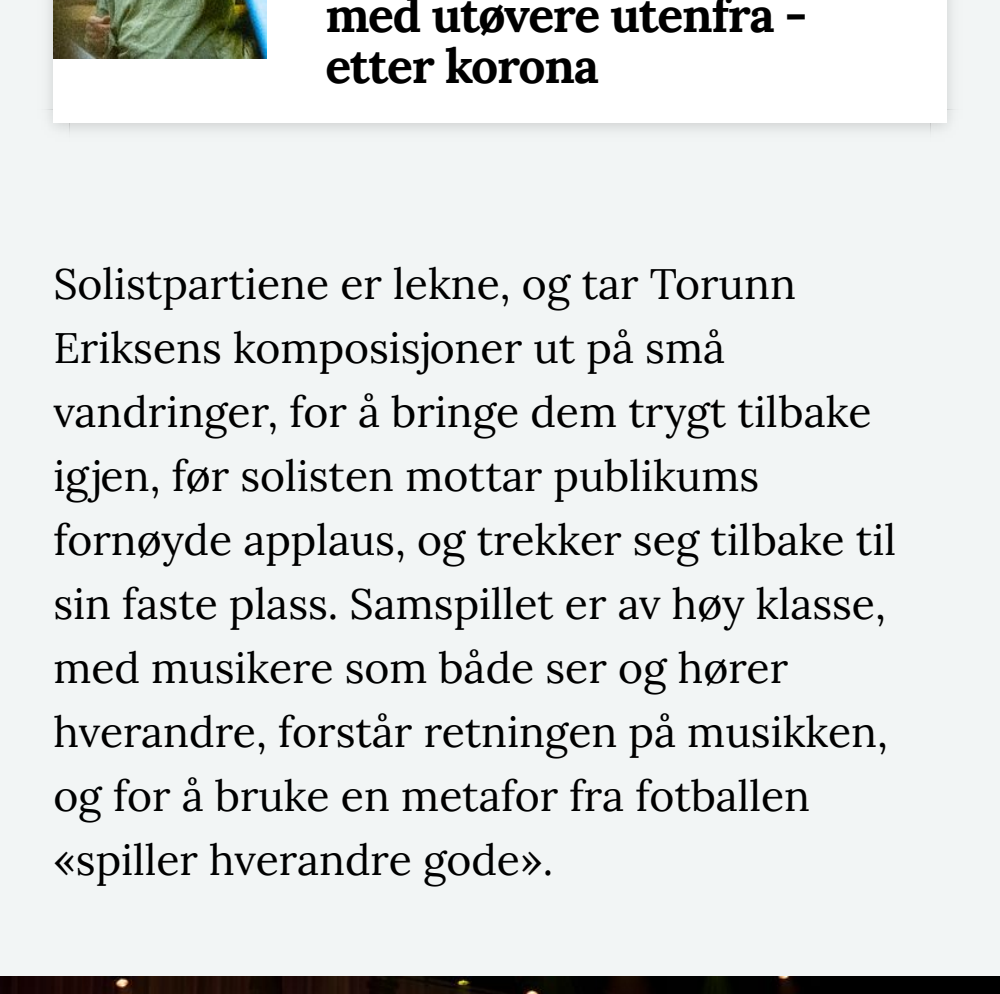 med utøvere utenfra –
etter korona
Solistpartiene er lekne, og tar Torunn
Eriksens komposisjoner ut på små
vandringer, for å bringe dem trygt tilbake
igjen, før solisten mottar publikums
fornøyde applaus, og trekker seg tilbake til
sin faste plass. Samspillet er av høy klasse,
med musikere som både ser og hører
hverandre, forstår retningen på musikken,
og for å bruke en metafor fra fotballen
«spiller hverandre gode».